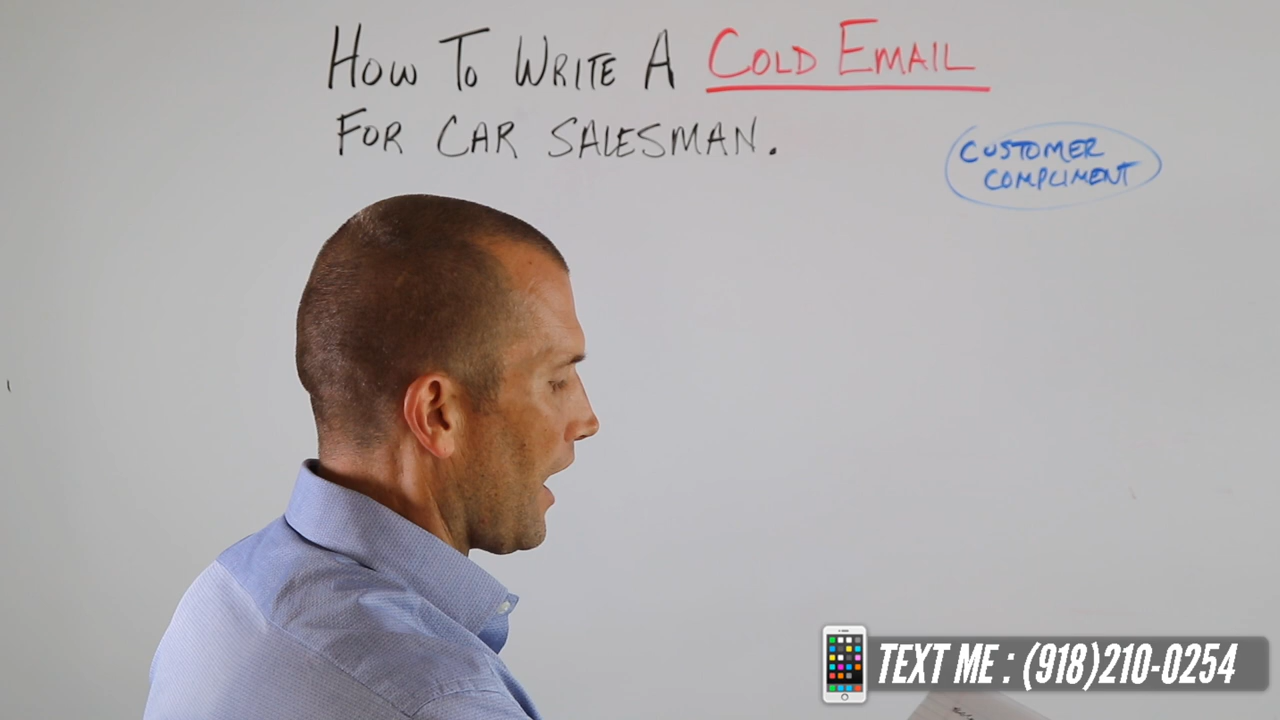 HOW TO WRITE A COLD EMAIL
FOR CAR SALESMAN.
CUSTOMER
COMPLIMENT
TEXT ME : (918)210-0254